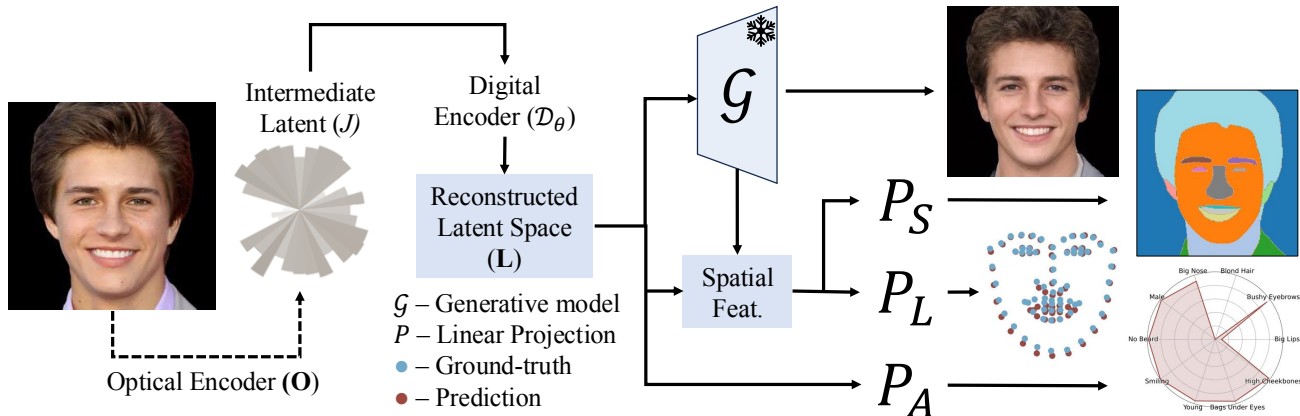 Intermediate
Latent (J)
Digital
Encoder (𝒟_θ)
Reconstructed
Latent Space
(L)
Optical Encoder (O)
𝒢 – Generative model
P – Linear Projection
– Ground-truth
– Prediction
𝒢
Spatial
Feat.
P_S
P_L
P_A
Big Nose
Blond Hair
Bushy Eyebrows
Male
No Beard
Big Lips
Smiling
High Cheekbones
Young
Bags Under Eyes